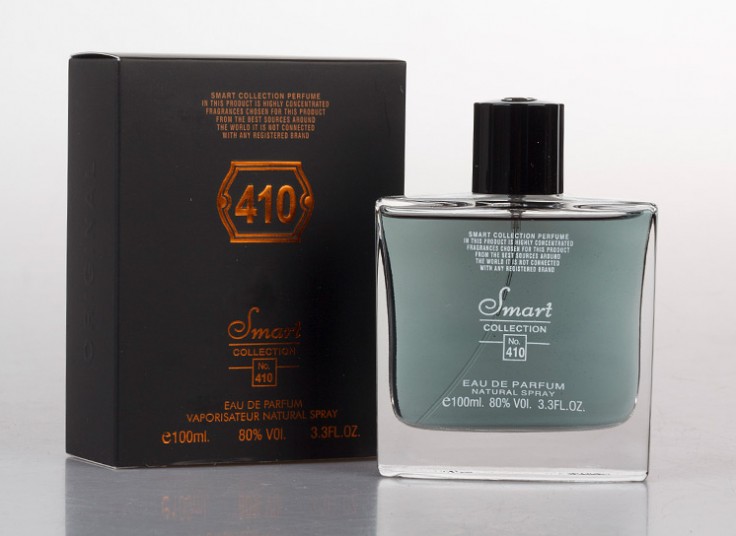 SMART COLLECTION PERFUME
IN THIS PRODUCT IS HIGHLY CONCENTRATED
FRAGRANCES CHOSER FOR THIS PRODUCT
FROM THE BEST SOURCES AROUND
THE WORLD IT IS NOT CONNECTED
WITH ANY REGISTERED BRAND
410
Smart
COLLECTION
No.
410
EAU DE PARFUM
VAPORISATEUR NATURAL SPRAY
e100ml. 80% VOl. 3.3FL.OZ.
SMART COLLECTION PERFUME
IN THIS PRODUCT IS HIGHLY CONCENTRATED
FRAGRANCES CHOSER FOR THIS PRODUCT
FROM THE BEST SOURCES AROUND
THE WORLD IT IS NOT CONNECTED
WITH ANY REGISTERED BRAND
Smart
COLLECTION
No.
410
EAU DE PARFUM
NATURAL SPRAY
e100ml. 80% VOl. 3.3FL.OZ.